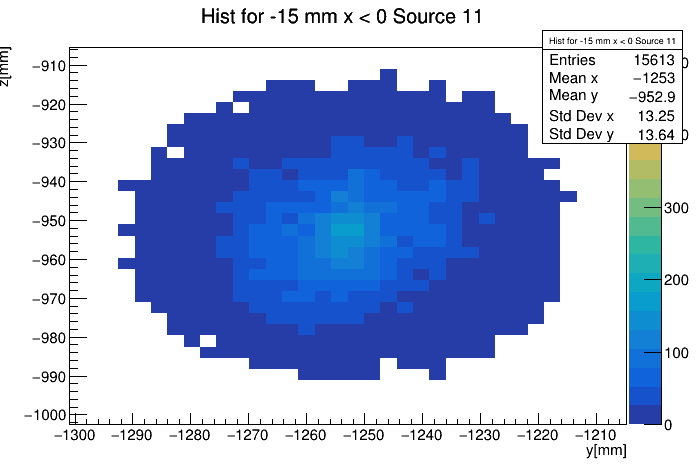 Hist for -15 mm x < 0 Source 11
z[mm]
Hist for -15 mm x < 0 Source 11
Entries 15613
Mean x −1253
Mean y −952.9
Std Dev x 13.25
Std Dev y 13.64
−910
−920
−930
−940
−950
−960
−970
−980
−990
−1000
300
200
100
0
−1300 −1290 −1280 −1270 −1260 −1250 −1240 −1230 −1220 −1210
y[mm]